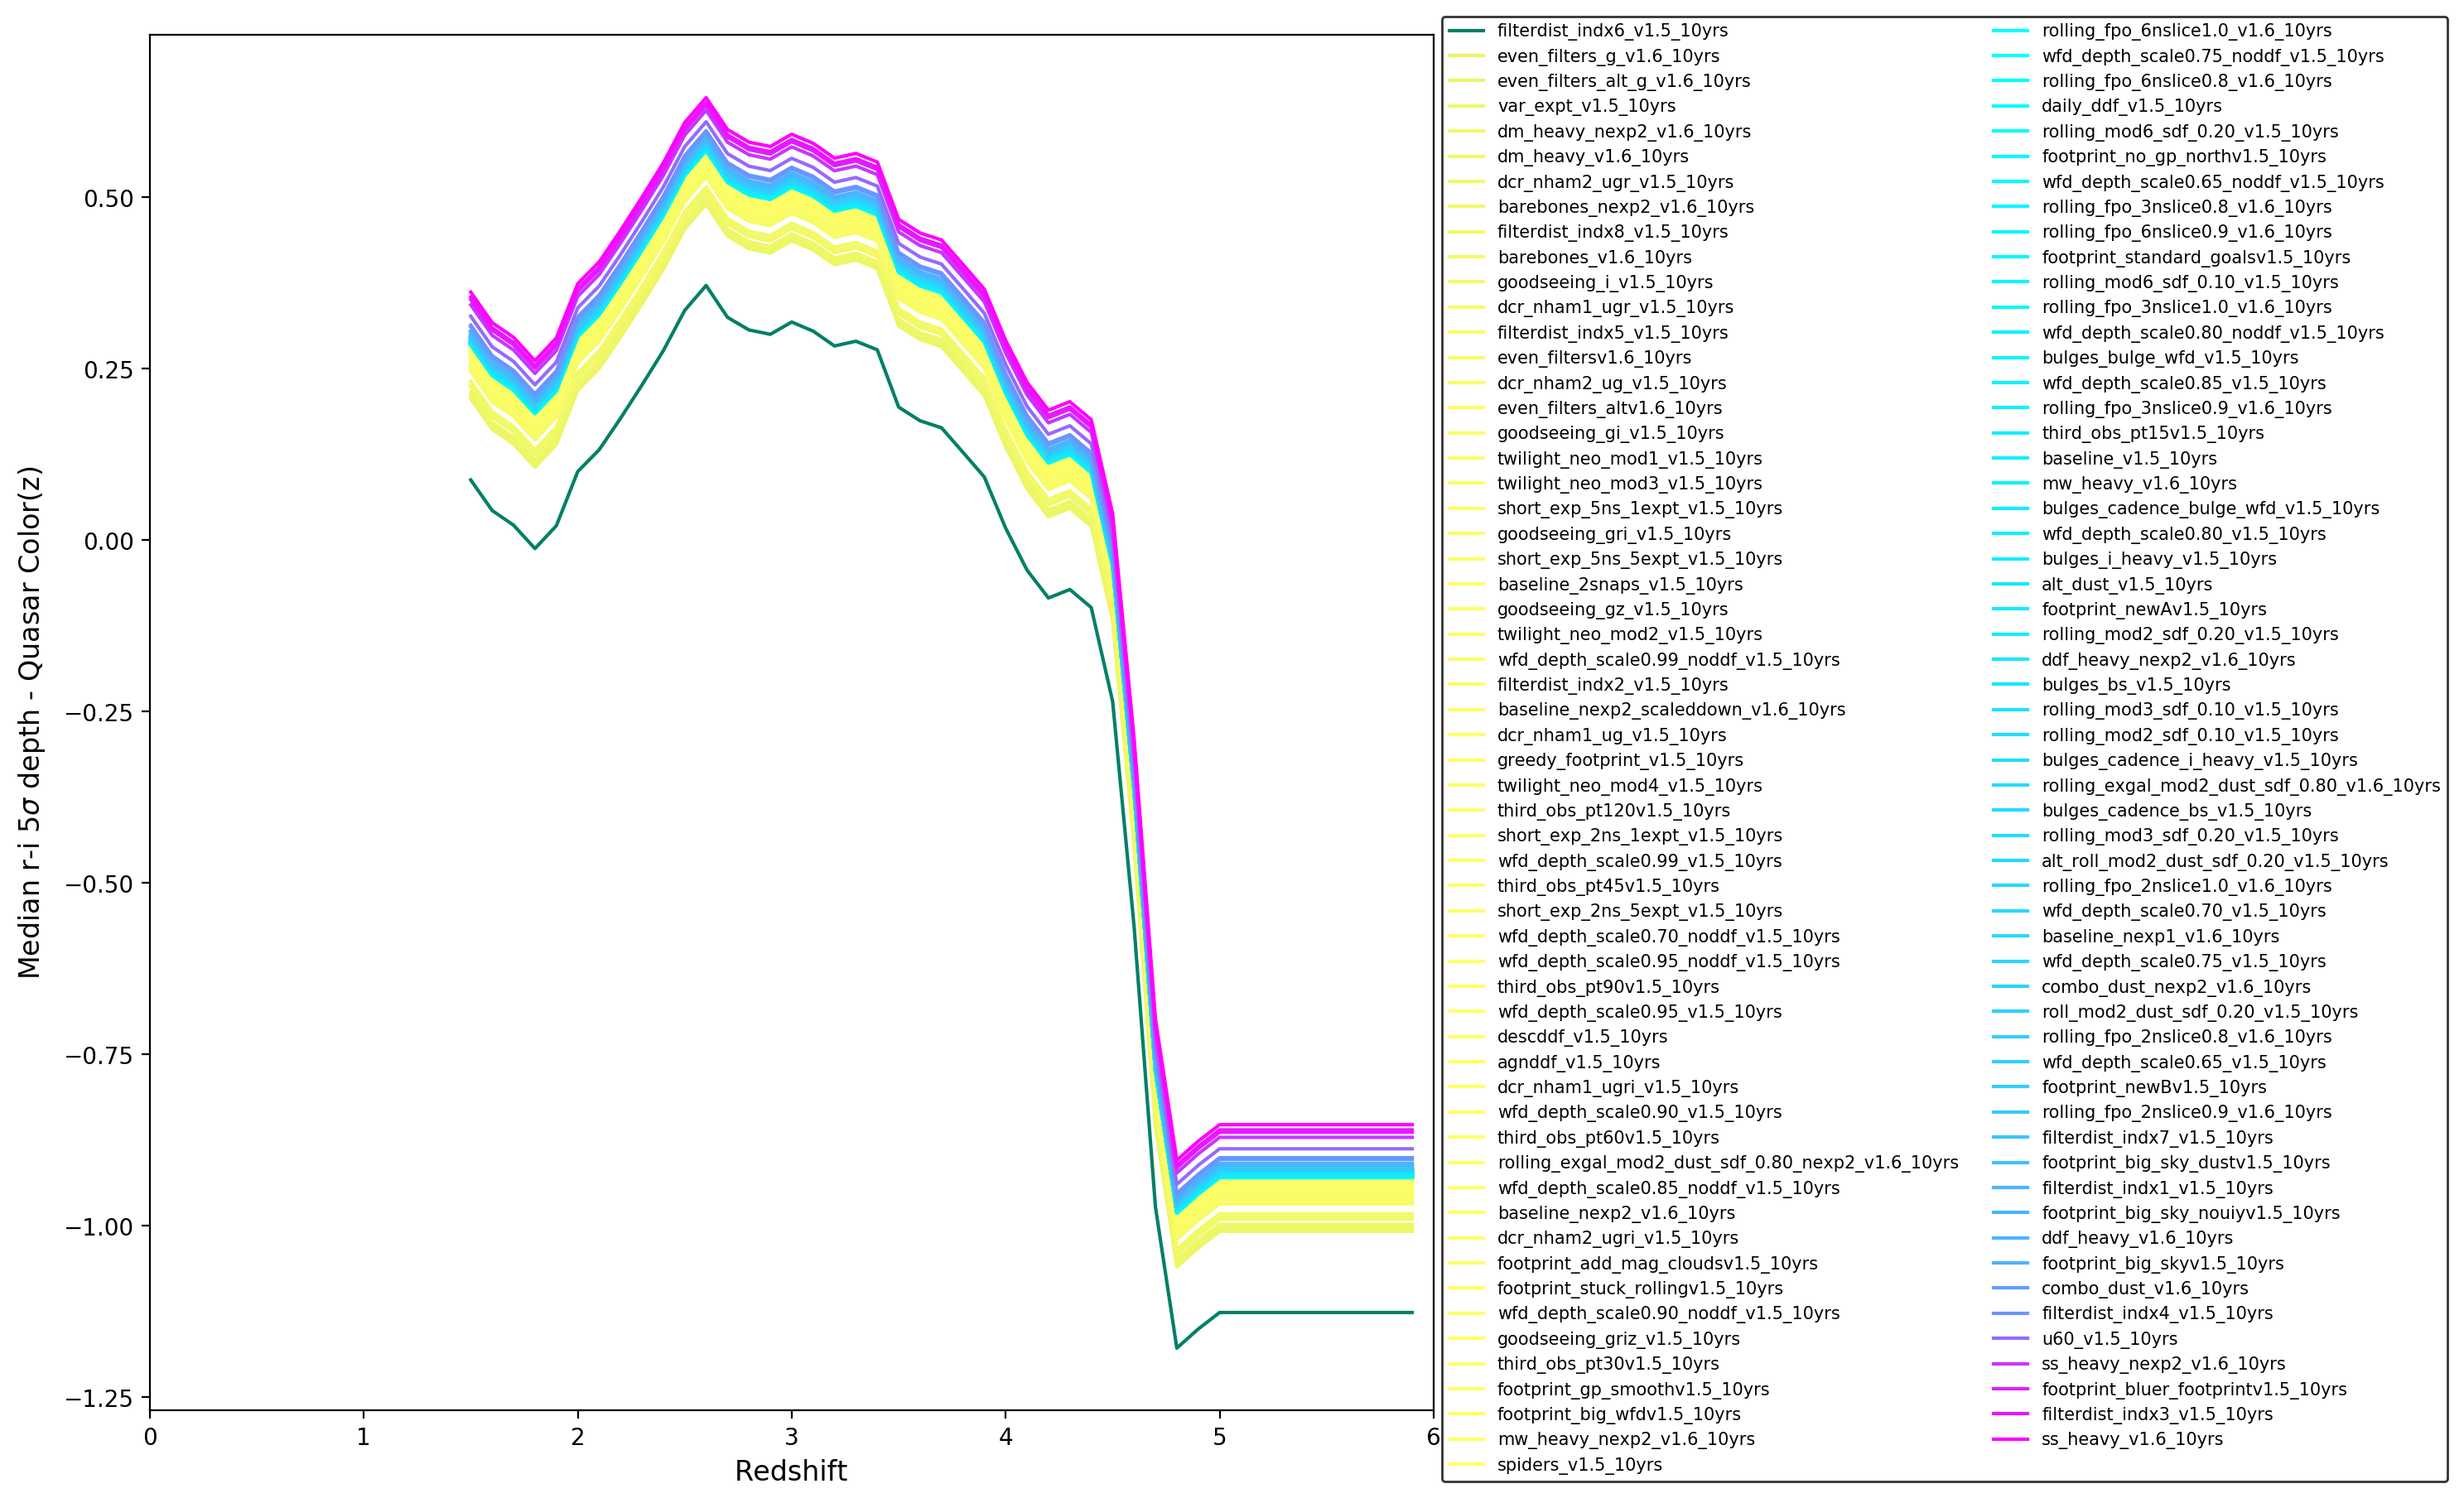 0.50
0.25
0.00
−0.25
−0.50
−0.75
−1.00
−1.25
Median r-i 5σ depth - Quasar Color(z)
0
1
2
3
4
5
6
Redshift
filterdist_indx6_v1.5_10yrs
even_filters_g_v1.6_10yrs
even_filters_alt_g_v1.6_10yrs
var_expt_v1.5_10yrs
dm_heavy_nexp2_v1.6_10yrs
dm_heavy_v1.6_10yrs
dcr_nham2_ugr_v1.5_10yrs
barebones_nexp2_v1.6_10yrs
filterdist_indx8_v1.5_10yrs
barebones_v1.6_10yrs
goodseeing_i_v1.5_10yrs
dcr_nham1_ugr_v1.5_10yrs
filterdist_indx5_v1.5_10yrs
even_filtersv1.6_10yrs
dcr_nham2_ug_v1.5_10yrs
even_filters_altv1.6_10yrs
goodseeing_gi_v1.5_10yrs
twilight_neo_mod1_v1.5_10yrs
twilight_neo_mod3_v1.5_10yrs
short_exp_5ns_1expt_v1.5_10yrs
goodseeing_gri_v1.5_10yrs
short_exp_5ns_5expt_v1.5_10yrs
baseline_2snaps_v1.5_10yrs
goodseeing_gz_v1.5_10yrs
twilight_neo_mod2_v1.5_10yrs
wfd_depth_scale0.99_noddf_v1.5_10yrs
filterdist_indx2_v1.5_10yrs
baseline_nexp2_scaleddown_v1.6_10yrs
dcr_nham1_ug_v1.5_10yrs
greedy_footprint_v1.5_10yrs
twilight_neo_mod4_v1.5_10yrs
third_obs_pt120v1.5_10yrs
short_exp_2ns_1expt_v1.5_10yrs
wfd_depth_scale0.99_v1.5_10yrs
third_obs_pt45v1.5_10yrs
short_exp_2ns_5expt_v1.5_10yrs
wfd_depth_scale0.70_noddf_v1.5_10yrs
wfd_depth_scale0.95_noddf_v1.5_10yrs
third_obs_pt90v1.5_10yrs
wfd_depth_scale0.95_v1.5_10yrs
descddf_v1.5_10yrs
agnddf_v1.5_10yrs
dcr_nham1_ugri_v1.5_10yrs
wfd_depth_scale0.90_v1.5_10yrs
third_obs_pt60v1.5_10yrs
rolling_exgal_mod2_dust_sdf_0.80_nexp2_v1.6_10yrs
wfd_depth_scale0.85_noddf_v1.5_10yrs
baseline_nexp2_v1.6_10yrs
dcr_nham2_ugri_v1.5_10yrs
footprint_add_mag_cloudsv1.5_10yrs
footprint_stuck_rollingv1.5_10yrs
wfd_depth_scale0.90_noddf_v1.5_10yrs
goodseeing_griz_v1.5_10yrs
third_obs_pt30v1.5_10yrs
footprint_gp_smoothv1.5_10yrs
footprint_big_wfdv1.5_10yrs
mw_heavy_nexp2_v1.6_10yrs
spiders_v1.5_10yrs
rolling_fpo_6nslice1.0_v1.6_10yrs
wfd_depth_scale0.75_noddf_v1.5_10yrs
rolling_fpo_6nslice0.8_v1.6_10yrs
daily_ddf_v1.5_10yrs
rolling_mod6_sdf_0.20_v1.5_10yrs
footprint_no_gp_northv1.5_10yrs
wfd_depth_scale0.65_noddf_v1.5_10yrs
rolling_fpo_3nslice0.8_v1.6_10yrs
rolling_fpo_6nslice0.9_v1.6_10yrs
footprint_standard_goalsv1.5_10yrs
rolling_mod6_sdf_0.10_v1.5_10yrs
rolling_fpo_3nslice1.0_v1.6_10yrs
wfd_depth_scale0.80_noddf_v1.5_10yrs
bulges_bulge_wfd_v1.5_10yrs
wfd_depth_scale0.85_v1.5_10yrs
rolling_fpo_3nslice0.9_v1.6_10yrs
third_obs_pt15v1.5_10yrs
baseline_v1.5_10yrs
mw_heavy_v1.6_10yrs
bulges_cadence_bulge_wfd_v1.5_10yrs
wfd_depth_scale0.80_v1.5_10yrs
bulges_i_heavy_v1.5_10yrs
alt_dust_v1.5_10yrs
footprint_newAv1.5_10yrs
rolling_mod2_sdf_0.20_v1.5_10yrs
ddf_heavy_nexp2_v1.6_10yrs
bulges_bs_v1.5_10yrs
rolling_mod3_sdf_0.10_v1.5_10yrs
rolling_mod2_sdf_0.10_v1.5_10yrs
bulges_cadence_i_heavy_v1.5_10yrs
rolling_exgal_mod2_dust_sdf_0.80_v1.6_10yrs
bulges_cadence_bs_v1.5_10yrs
rolling_mod3_sdf_0.20_v1.5_10yrs
alt_roll_mod2_dust_sdf_0.20_v1.5_10yrs
rolling_fpo_2nslice1.0_v1.6_10yrs
wfd_depth_scale0.70_v1.5_10yrs
baseline_nexp1_v1.6_10yrs
wfd_depth_scale0.75_v1.5_10yrs
combo_dust_nexp2_v1.6_10yrs
roll_mod2_dust_sdf_0.20_v1.5_10yrs
rolling_fpo_2nslice0.8_v1.6_10yrs
wfd_depth_scale0.65_v1.5_10yrs
footprint_newBv1.5_10yrs
rolling_fpo_2nslice0.9_v1.6_10yrs
filterdist_indx7_v1.5_10yrs
footprint_big_sky_dustv1.5_10yrs
filterdist_indx1_v1.5_10yrs
footprint_big_sky_nouiyv1.5_10yrs
ddf_heavy_v1.6_10yrs
footprint_big_skyv1.5_10yrs
combo_dust_v1.6_10yrs
filterdist_indx4_v1.5_10yrs
u60_v1.5_10yrs
ss_heavy_nexp2_v1.6_10yrs
footprint_bluer_footprintv1.5_10yrs
filterdist_indx3_v1.5_10yrs
ss_heavy_v1.6_10yrs